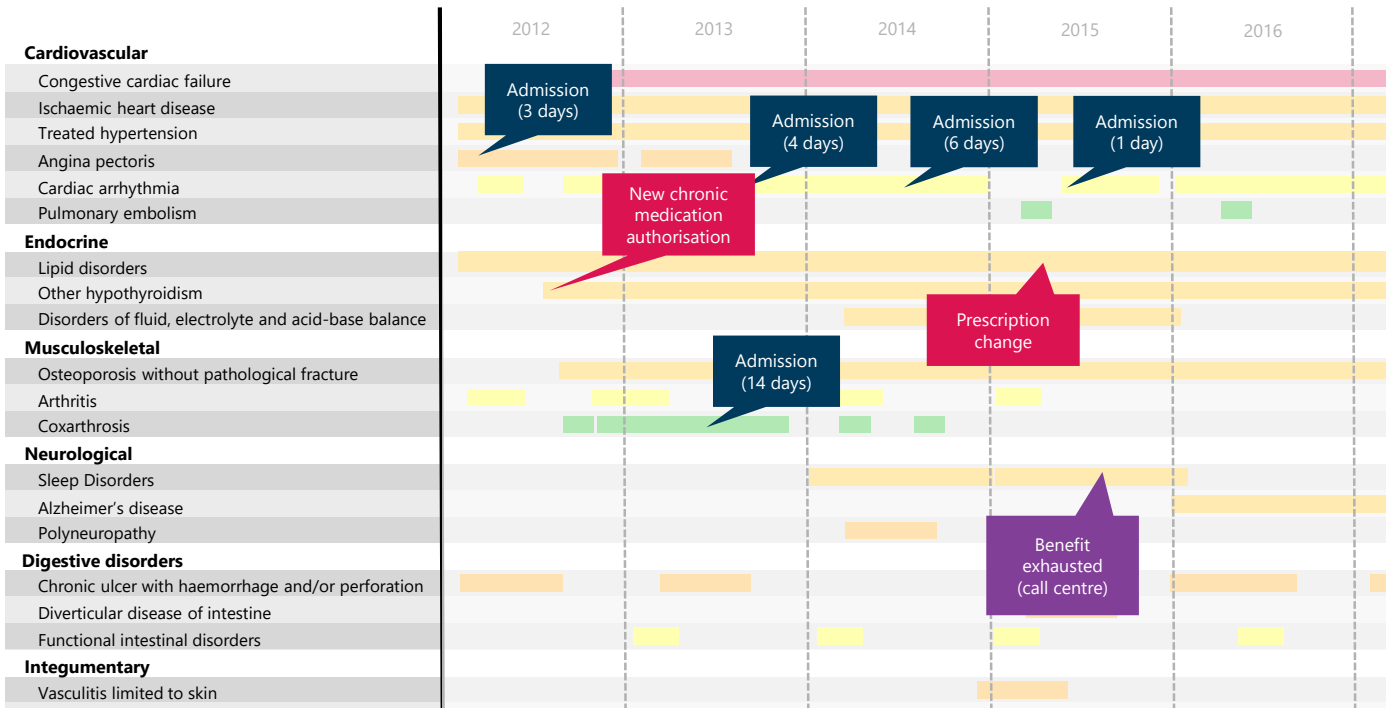 2012
2013
2014
2015
2016
Cardiovascular
Congestive cardiac failure
Ischaemic heart disease
Treated hypertension
Angina pectoris
Cardiac arrhythmia
Pulmonary embolism
Admission
(3 days)
Admission
(4 days)
Admission
(6 days)
Admission
(1 day)
New chronic
medication
authorisation
Endocrine
Lipid disorders
Other hypothyroidism
Disorders of fluid, electrolyte and acid-base balance
Prescription
change
Musculoskeletal
Osteoporosis without pathological fracture
Arthritis
Coxarthrosis
Admission
(14 days)
Neurological
Sleep Disorders
Alzheimer's disease
Polyneuropathy
Benefit
exhausted
(call centre)
Digestive disorders
Chronic ulcer with haemorrhage and/or perforation
Diverticular disease of intestine
Functional intestinal disorders
Integumentary
Vasculitis limited to skin